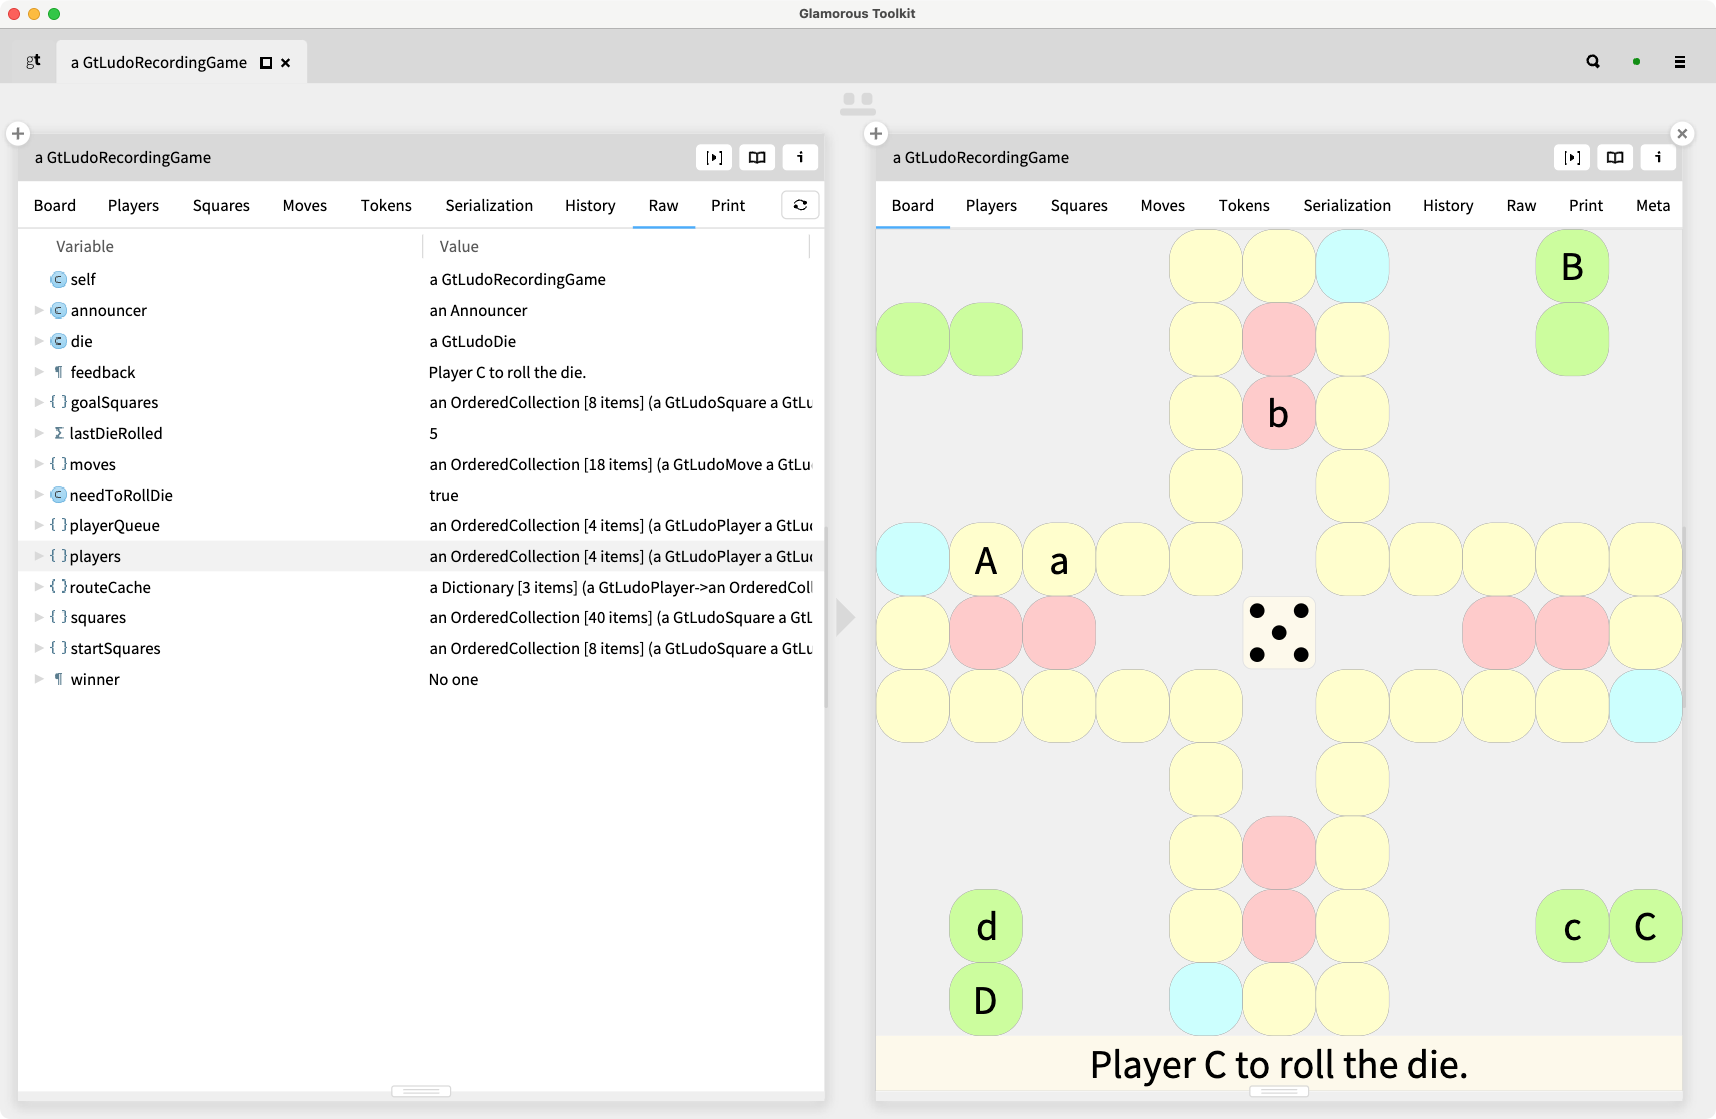 Glamorous Toolkit
gt
a GtLudoRecordingGame
a GtLudoRecordingGame
Board Players Squares Moves Tokens Serialization History Raw Print
Variable Value
self a GtLudoRecordingGame
announcer an Announcer
die a GtLudoDie
feedback Player C to roll the die.
goalSquares an OrderedCollection [8 items] (a GtLudoSquare a GtLu
lastDieRolled 5
moves an OrderedCollection [18 items] (a GtLudoMove a GtLu
needToRollDie true
playerQueue an OrderedCollection [4 items] (a GtLudoPlayer a GtLu
players an OrderedCollection [4 items] (a GtLudoPlayer a GtLu
routeCache a Dictionary [3 items] (a GtLudoPlayer->an OrderedColl
squares an OrderedCollection [40 items] (a GtLudoSquare a GtL
startSquares an OrderedCollection [8 items] (a GtLudoSquare a GtLu
winner No one
a GtLudoRecordingGame
Board Players Squares Moves Tokens Serialization History Raw Print Meta
B
b
A a
d c C
D
Player C to roll the die.